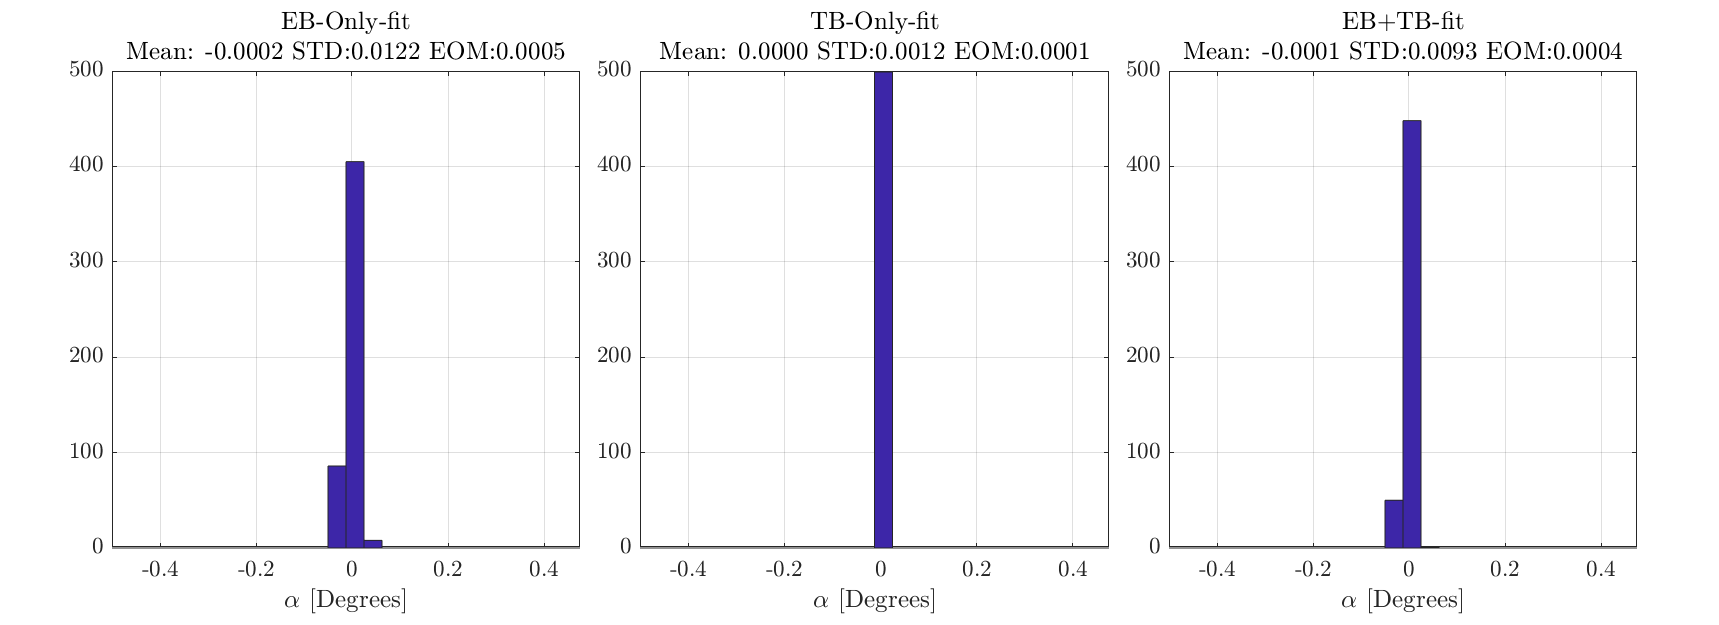 EB-Only-fit
Mean: -0.0002 STD:0.0122 EOM:0.0005
500
400
300
200
100
0
-0.4 -0.2 0 0.2 0.4
α [Degrees]
TB-Only-fit
Mean: 0.0000 STD:0.0012 EOM:0.0001
500
400
300
200
100
0
-0.4 -0.2 0 0.2 0.4
α [Degrees]
EB+TB-fit
Mean: -0.0001 STD:0.0093 EOM:0.0004
500
400
300
200
100
0
-0.4 -0.2 0 0.2 0.4
α [Degrees]